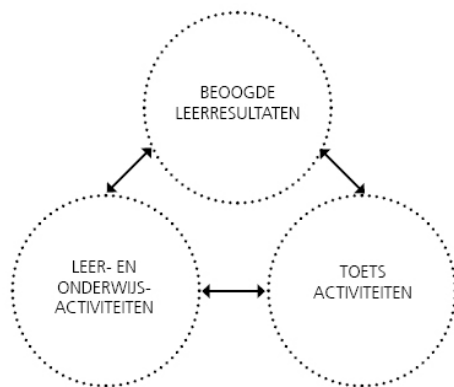 BEOOGDE
LEERRESULTATEN
LEER- EN
ONDERWIJS-
ACTIVITEITEN
TOETS
ACTIVITEITEN